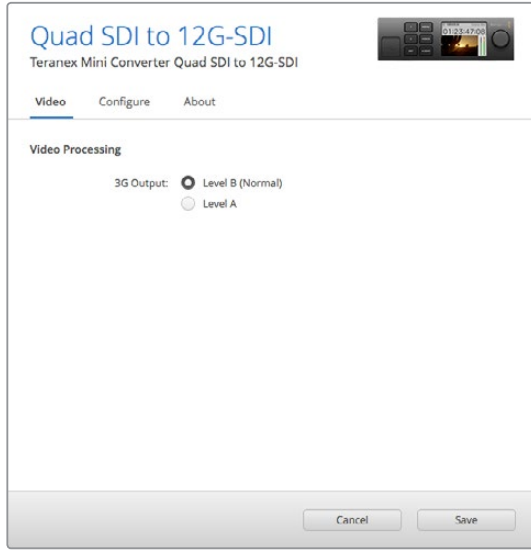 Quad SDI to 12G-SDI
Teranex Mini Converter Quad SDI to 12G-SDI
01:23:47:08
Video Configure About
Video Processing
3G Output: Level B (Normal)
Level A
Cancel Save